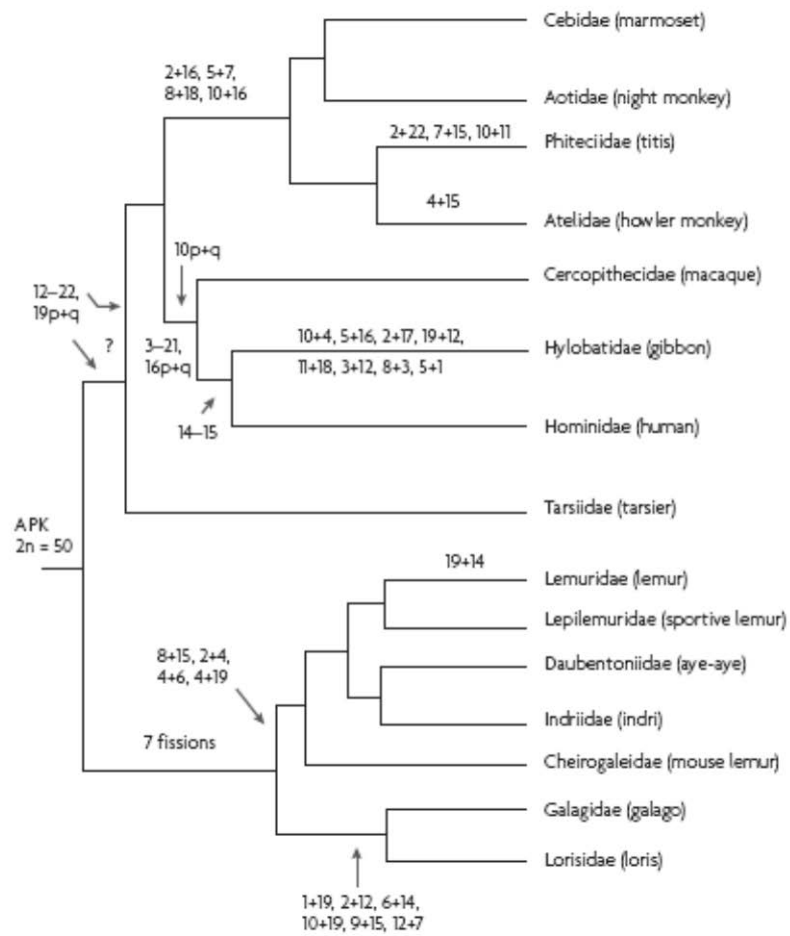 Cebidae (marmoset)
2+16, 5+7,
8+18, 10+16
Aotidae (night monkey)
2+22, 7+15, 10+11
Phiteciidae (titis)
4+15
Atelidae (howler monkey)
10p+q
Cercopithecidae (macaque)
12–22,
19p+q
?
3–21,
16p+q
10+4, 5+16, 2+17, 19+12,
Hylobatidae (gibbon)
11+18, 3+12, 8+3, 5+1
14–15
Hominidae (human)
Tarsiidae (tarsier)
APK
2n = 50
19+14
Lemuridae (lemur)
Lepilemuridae (sportive lemur)
8+15, 2+4,
4+6, 4+19
Daubentoniidae (aye-aye)
Indriidae (indri)
7 fissions
Cheirogaleidae (mouse lemur)
Galagidae (galago)
Lorisidae (loris)
1+19, 2+12, 6+14,
10+19, 9+15, 12+7